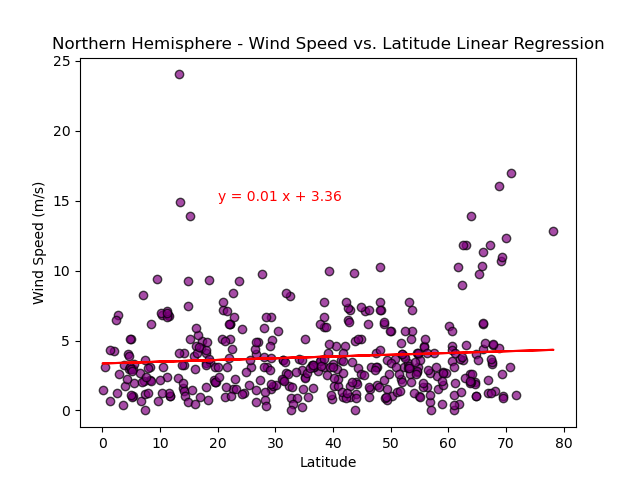 Northern Hemisphere - Wind Speed vs. Latitude Linear Regression
25
20
15
10
5
0
Wind Speed (m/s)
y = 0.01 x + 3.36
0 10 20 30 40 50 60 70 80
Latitude